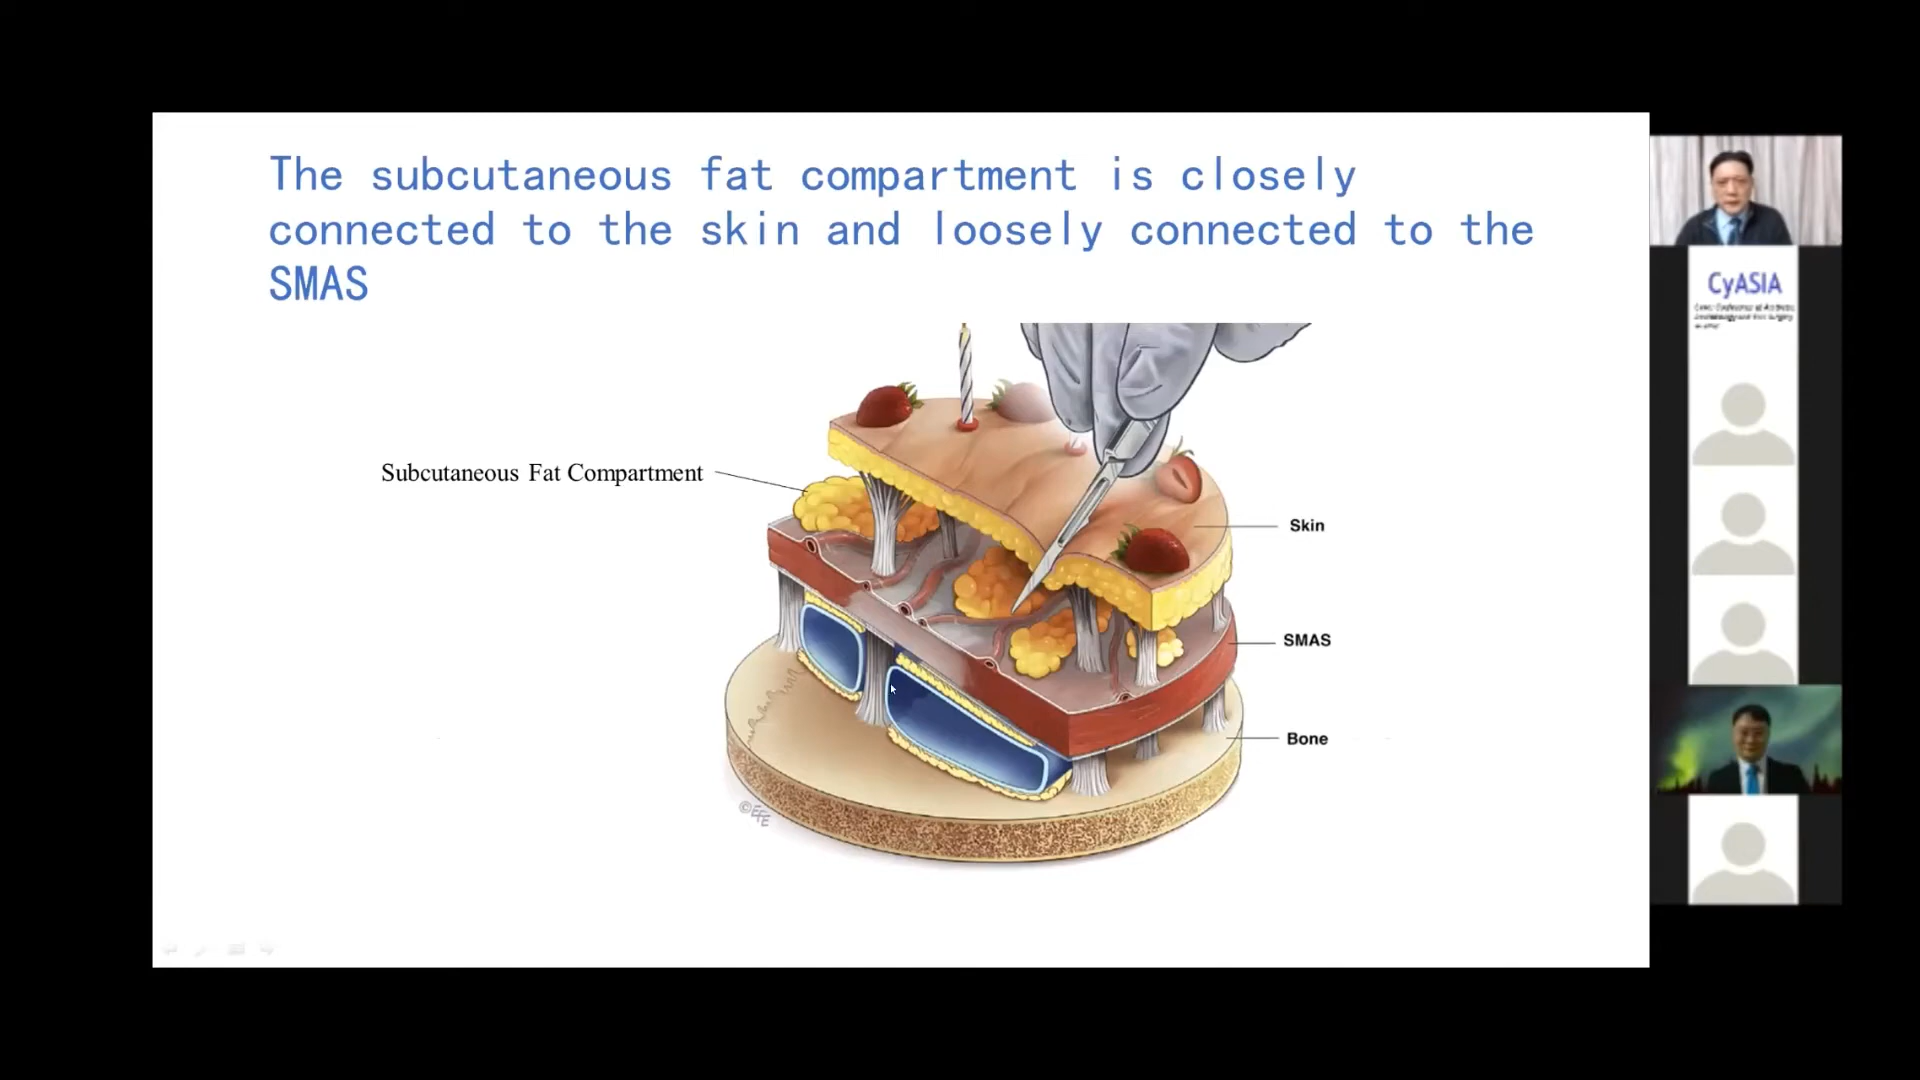 The subcutaneous fat compartment is closely
connected to the skin and loosely connected to the
SMAS
Subcutaneous Fat Compartment
Skin
SMAS
Bone
CyASIA